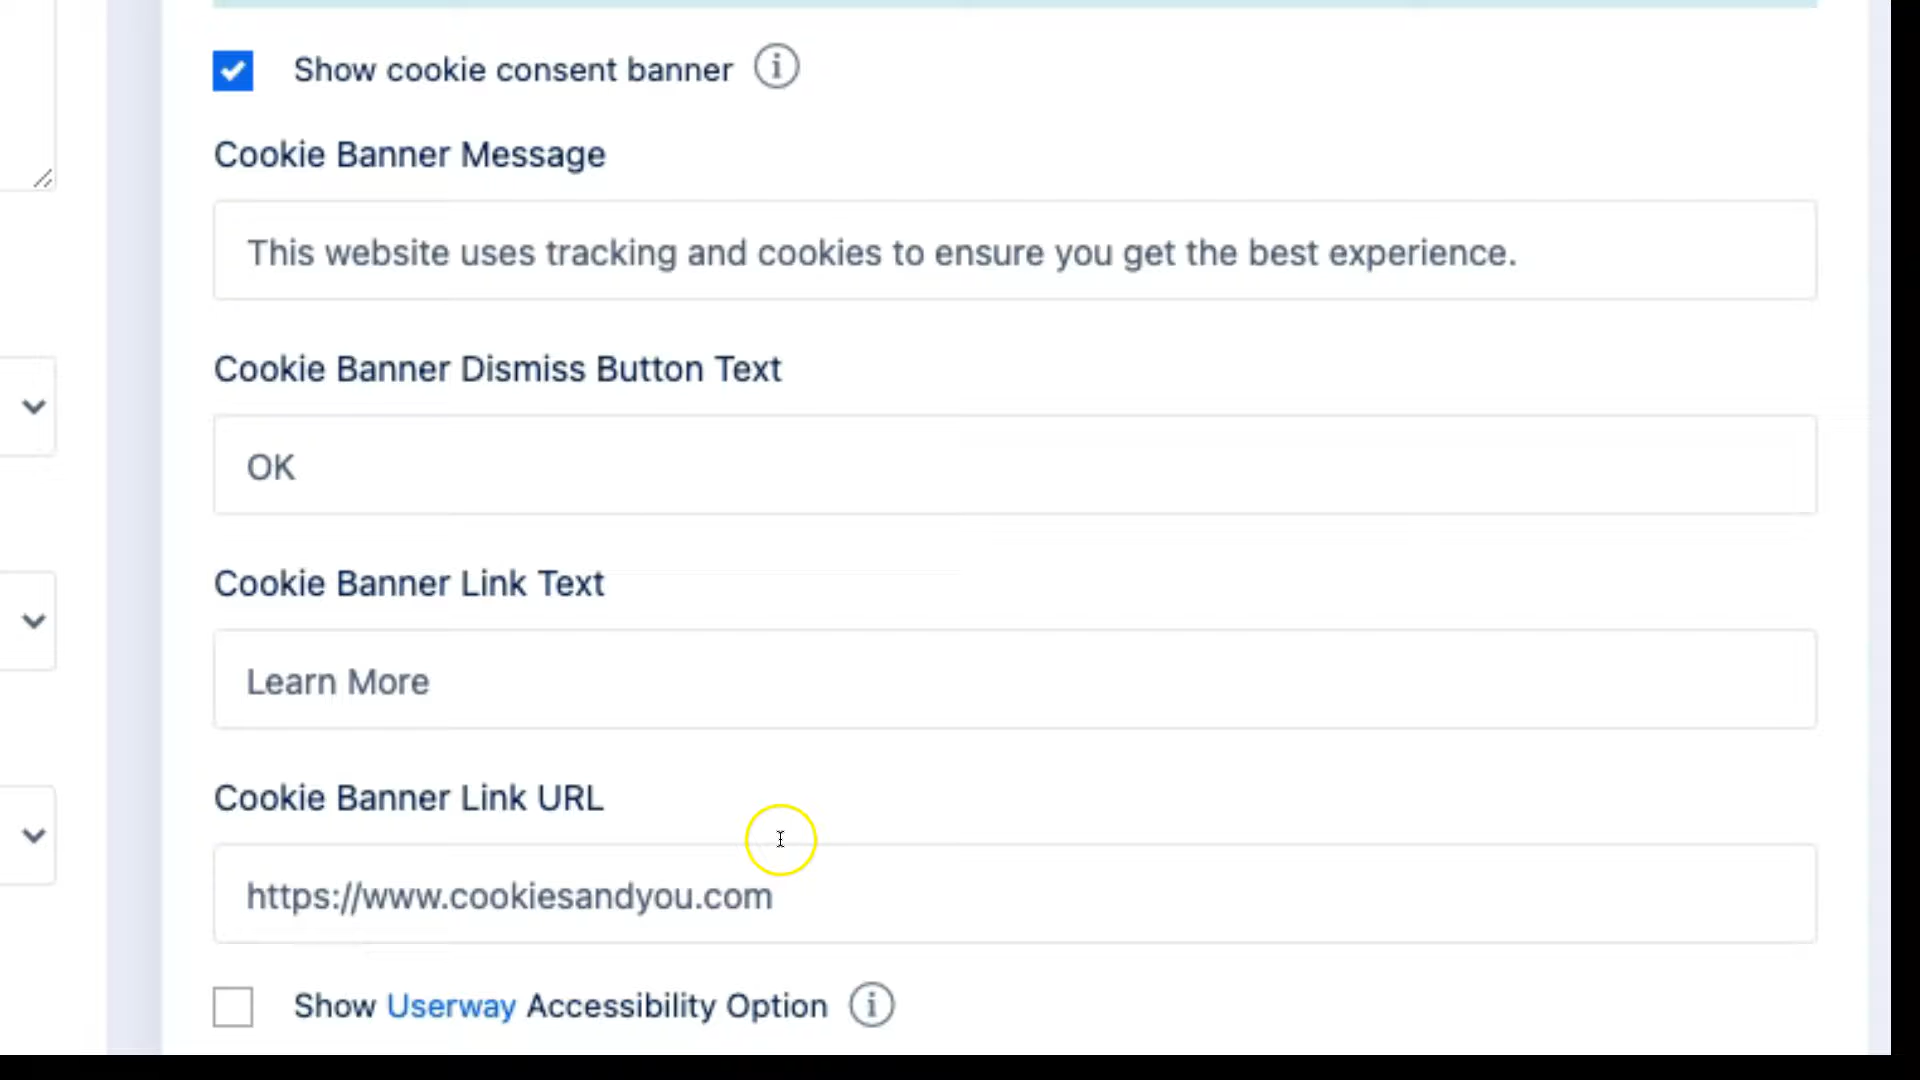 Show cookie consent banner
Cookie Banner Message
This website uses tracking and cookies to ensure you get the best experience.
Cookie Banner Dismiss Button Text
OK
Cookie Banner Link Text
Learn More
Cookie Banner Link URL
https://www.cookiesandyou.com
Show Userway Accessibility Option